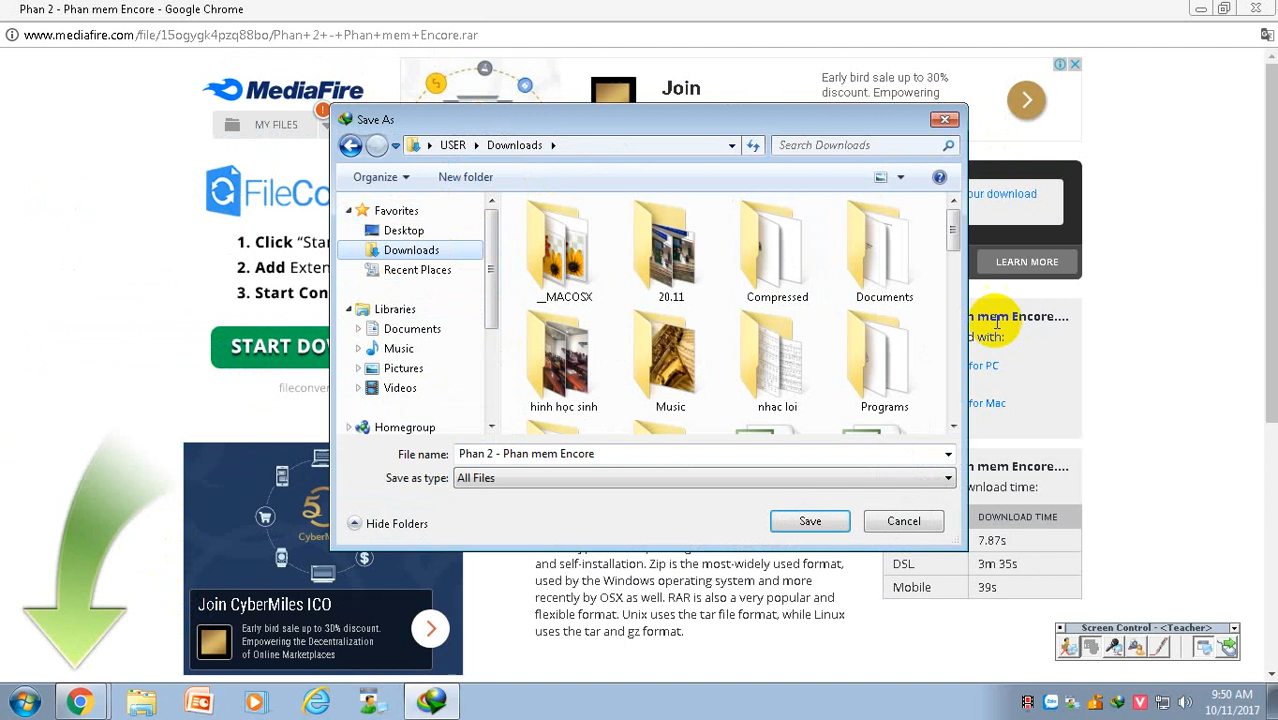 Phan 2 - Phan mem Encore - Google Chrome
www.mediafire.com/file/15ogygk4pzq88bo/Phan+2+-+Phan+mem+Encore.rar
MediaFire
MY FILES
!
Join
Early bird sale up to 30%
discount. Empowering
Save As
USER
Downloads
Search Downloads
Organize
New folder
Favorites
Desktop
Downloads
Recent Places
Libraries
Documents
Music
Pictures
Videos
Homegroup
__MACOSX
20.11
Compressed
Documents
hinh học sinh
Music
nhac loi
Programs
File name:
Phan 2 - Phan mem Encore
Save as type:
All Files
Hide Folders
Save
Cancel
FileCo
1. Click “Star
2. Add Exten
3. Start Con
START DO
fileconver
our download
LEARN MORE
n mem Encore....
d with:
for PC
for Mac
n mem Encore....
wnload time:
DOWNLOAD TIME
7.87s
DSL
3m 35s
Mobile
39s
and self-installation. Zip is the most-widely used format,
used by the Windows operating system and more
recently by OSX as well. RAR is also a very popular and
flexible format. Unix uses the tar file format, while Linux
uses the tar and gz format.
CyberM
Join CyberMiles ICO
Early bird sale up to 30% discount.
Empowering the Decentralization
of Online Marketplaces
Screen Control - <Teacher>
9:50 AM
10/11/2017